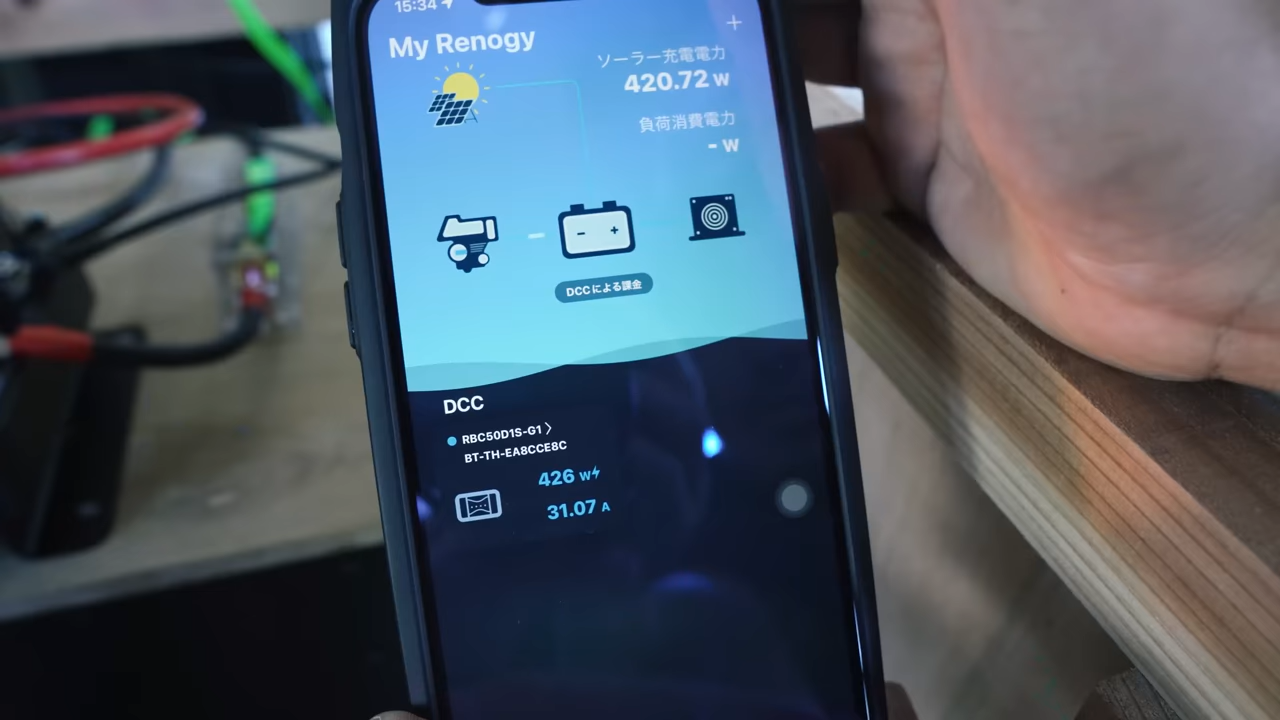 15:34
My Renogy
ソーラー充電電力
420.72 W
負荷消費電力
- W
DCCによる課金
DCC
RBC50D1S-G1
BT-TH-EA8CCE8C
426 W
31.07 A